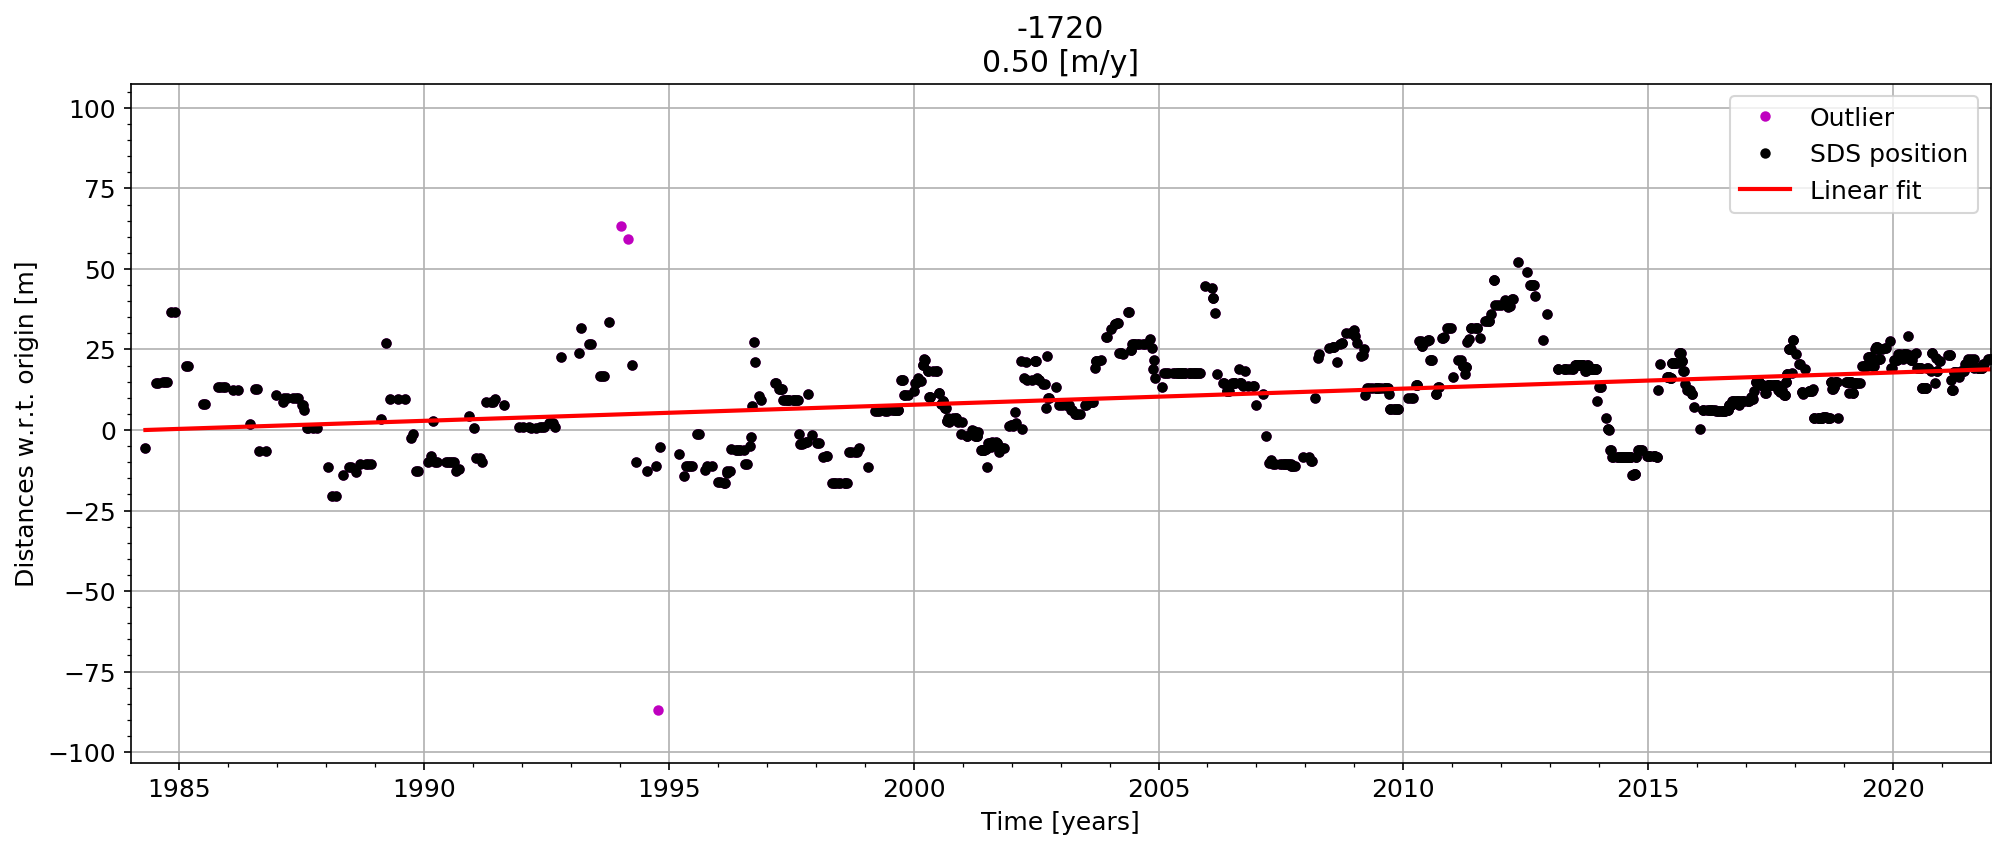 -1720
0.50 [m/y]
Outlier
SDS position
Linear fit
Distances w.r.t. origin [m]
100
75
50
25
0
−25
−50
−75
−100
1985 1990 1995 2000 2005 2010 2015 2020
Time [years]